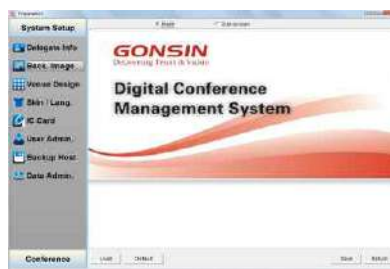 System Setup
Delegate Info
Back. Image
Venue Design
Skin / Lang.
IC Card
User Admin.
Backup Host
Data Admin.
Conference
GONSIN
Digital Conference
Management System
Load
Default
Save
Return